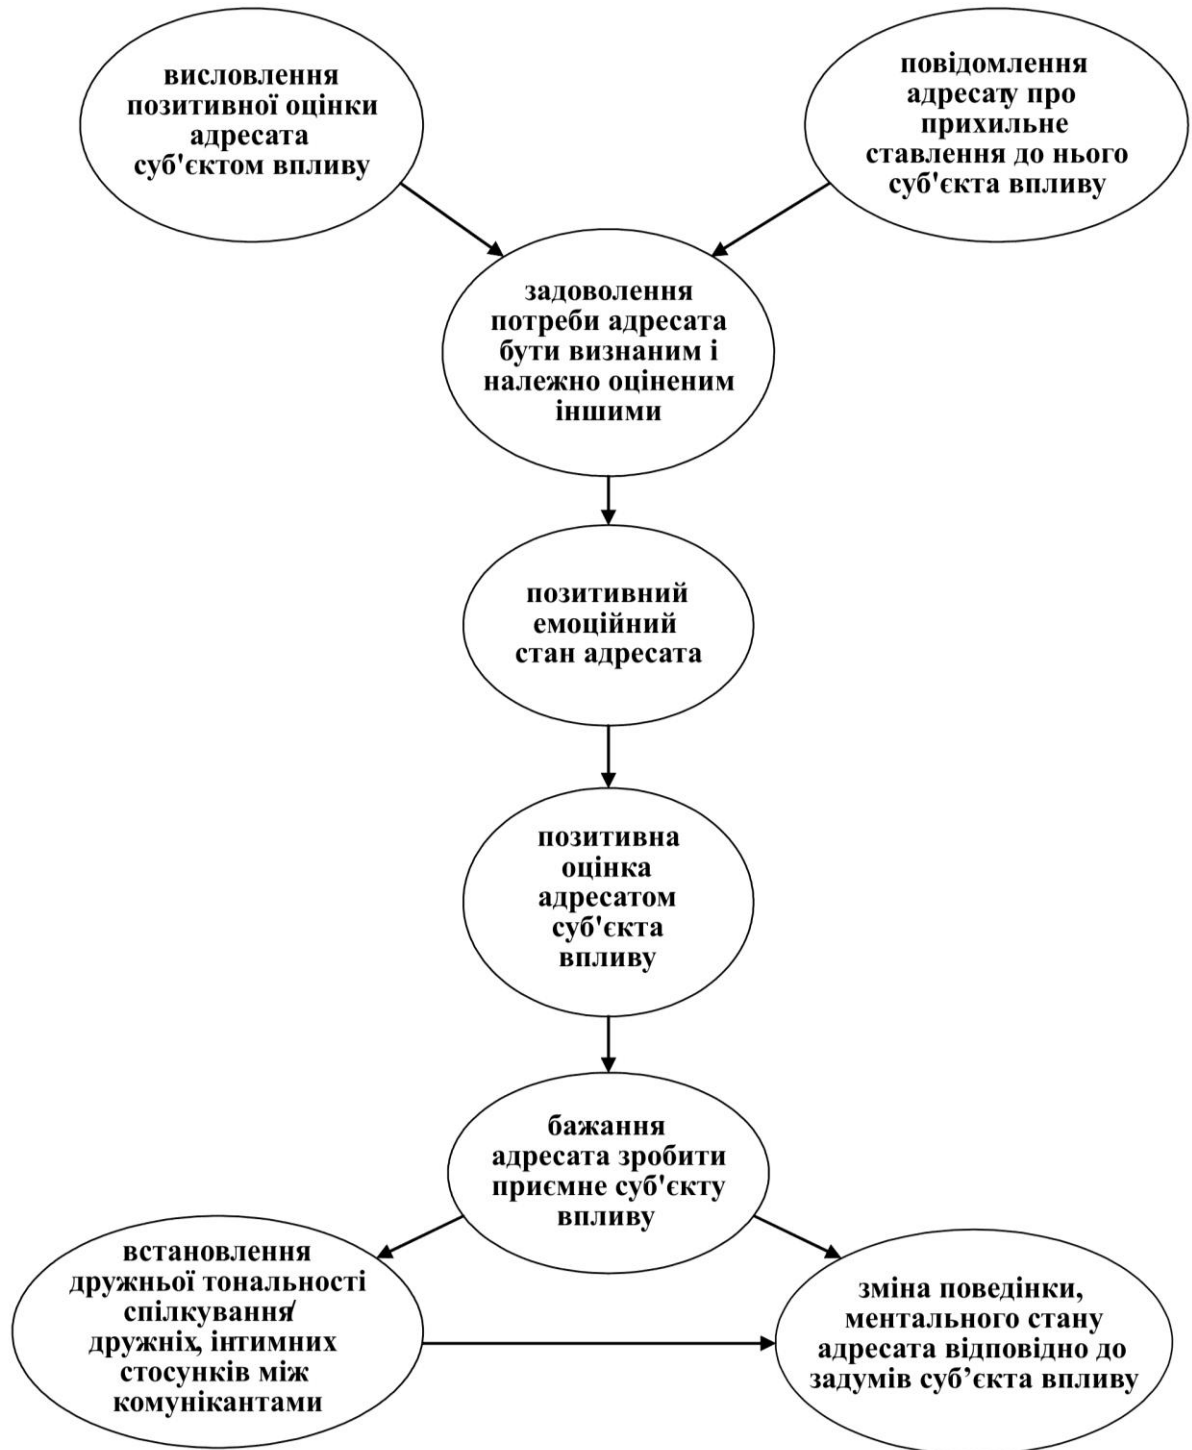 висловлення
позитивної оцінки
адресата
суб'єктом впливу
повідомлення
адресату про
прихильне
ставлення до нього
суб'єкта впливу
задоволення
потреби адресата
бути визнаним і
належно оціненим
іншими
позитивний
емоційний
стан адресата
позитивна
оцінка
адресатом
суб'єкта
впливу
бажання
адресата зробити
приємне суб'єкту
впливу
встановлення
дружньої тональності
спілкування/
дружніх, інтимних
стосунків між
комунікантами
зміна поведінки,
ментального стану
адресата відповідно до
задумів суб’єкта впливу